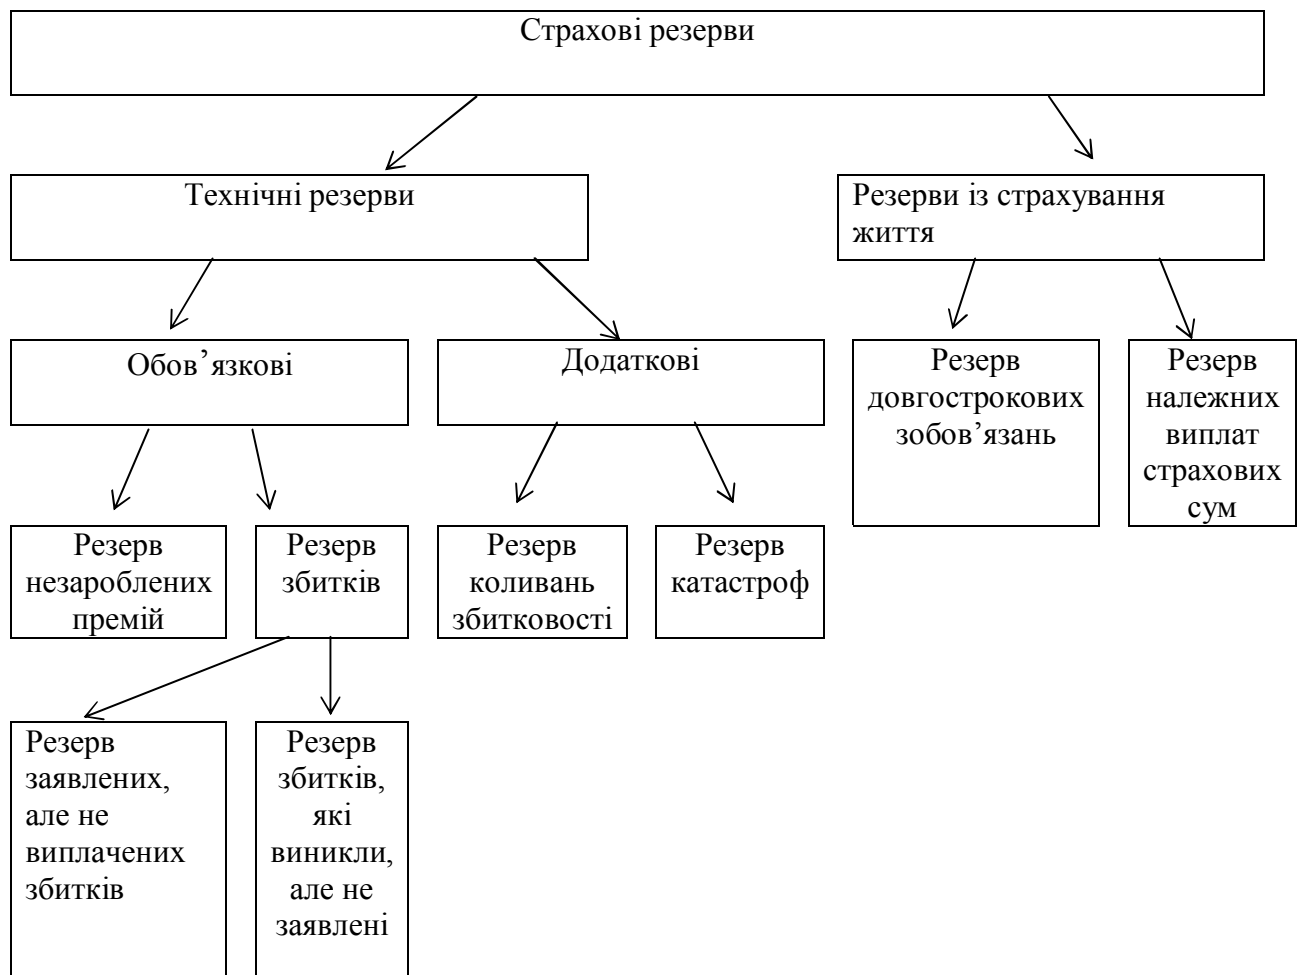 Страхові резерви
Технічні резерви
Резерви із страхування
життя
Обов’язкові
Додаткові
Резерв
довгострокових
зобов’язань
Резерв
належних
виплат
страхових
сум
Резерв
незароблених
премій
Резерв
збитків
Резерв
коливань
збитковості
Резерв
катастроф
Резерв
заявлених,
але не
виплачених
збитків
Резерв
збитків,
які
виникли,
але не
заявлені